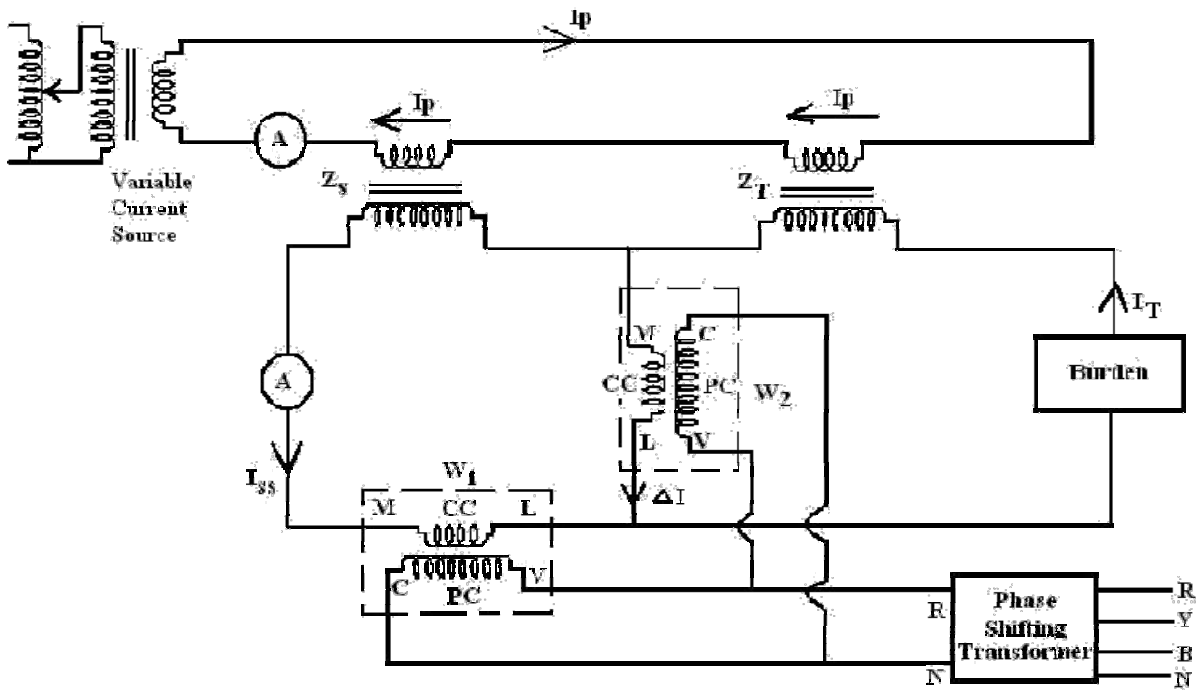 Ip
Ip
Ip
A
Variable
Current
Source
Zs
ZT
M
C
CC
PC
W2
L
V
IT
Burden
A
Iss
ΔI
W1
M
CC
L
C
PC
V
R
N
Phase
Shifting
Transformer
R
Y
B
N